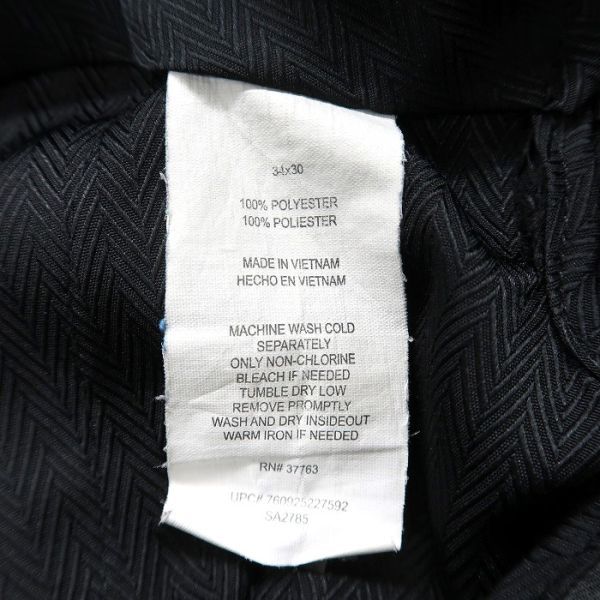 34x30
100% POLYESTER
100% POLIESTER
MADE IN VIETNAM
HECHO EN VIETNAM
MACHINE WASH COLD
SEPARATELY
ONLY NON-CHLORINE
BLEACH IF NEEDED
TUMBLE DRY LOW
REMOVE PROMPTLY
WASH AND DRY INSIDEOUT
WARM IRON IF NEEDED
RN# 37763
UPC# 760925227592
SA2785